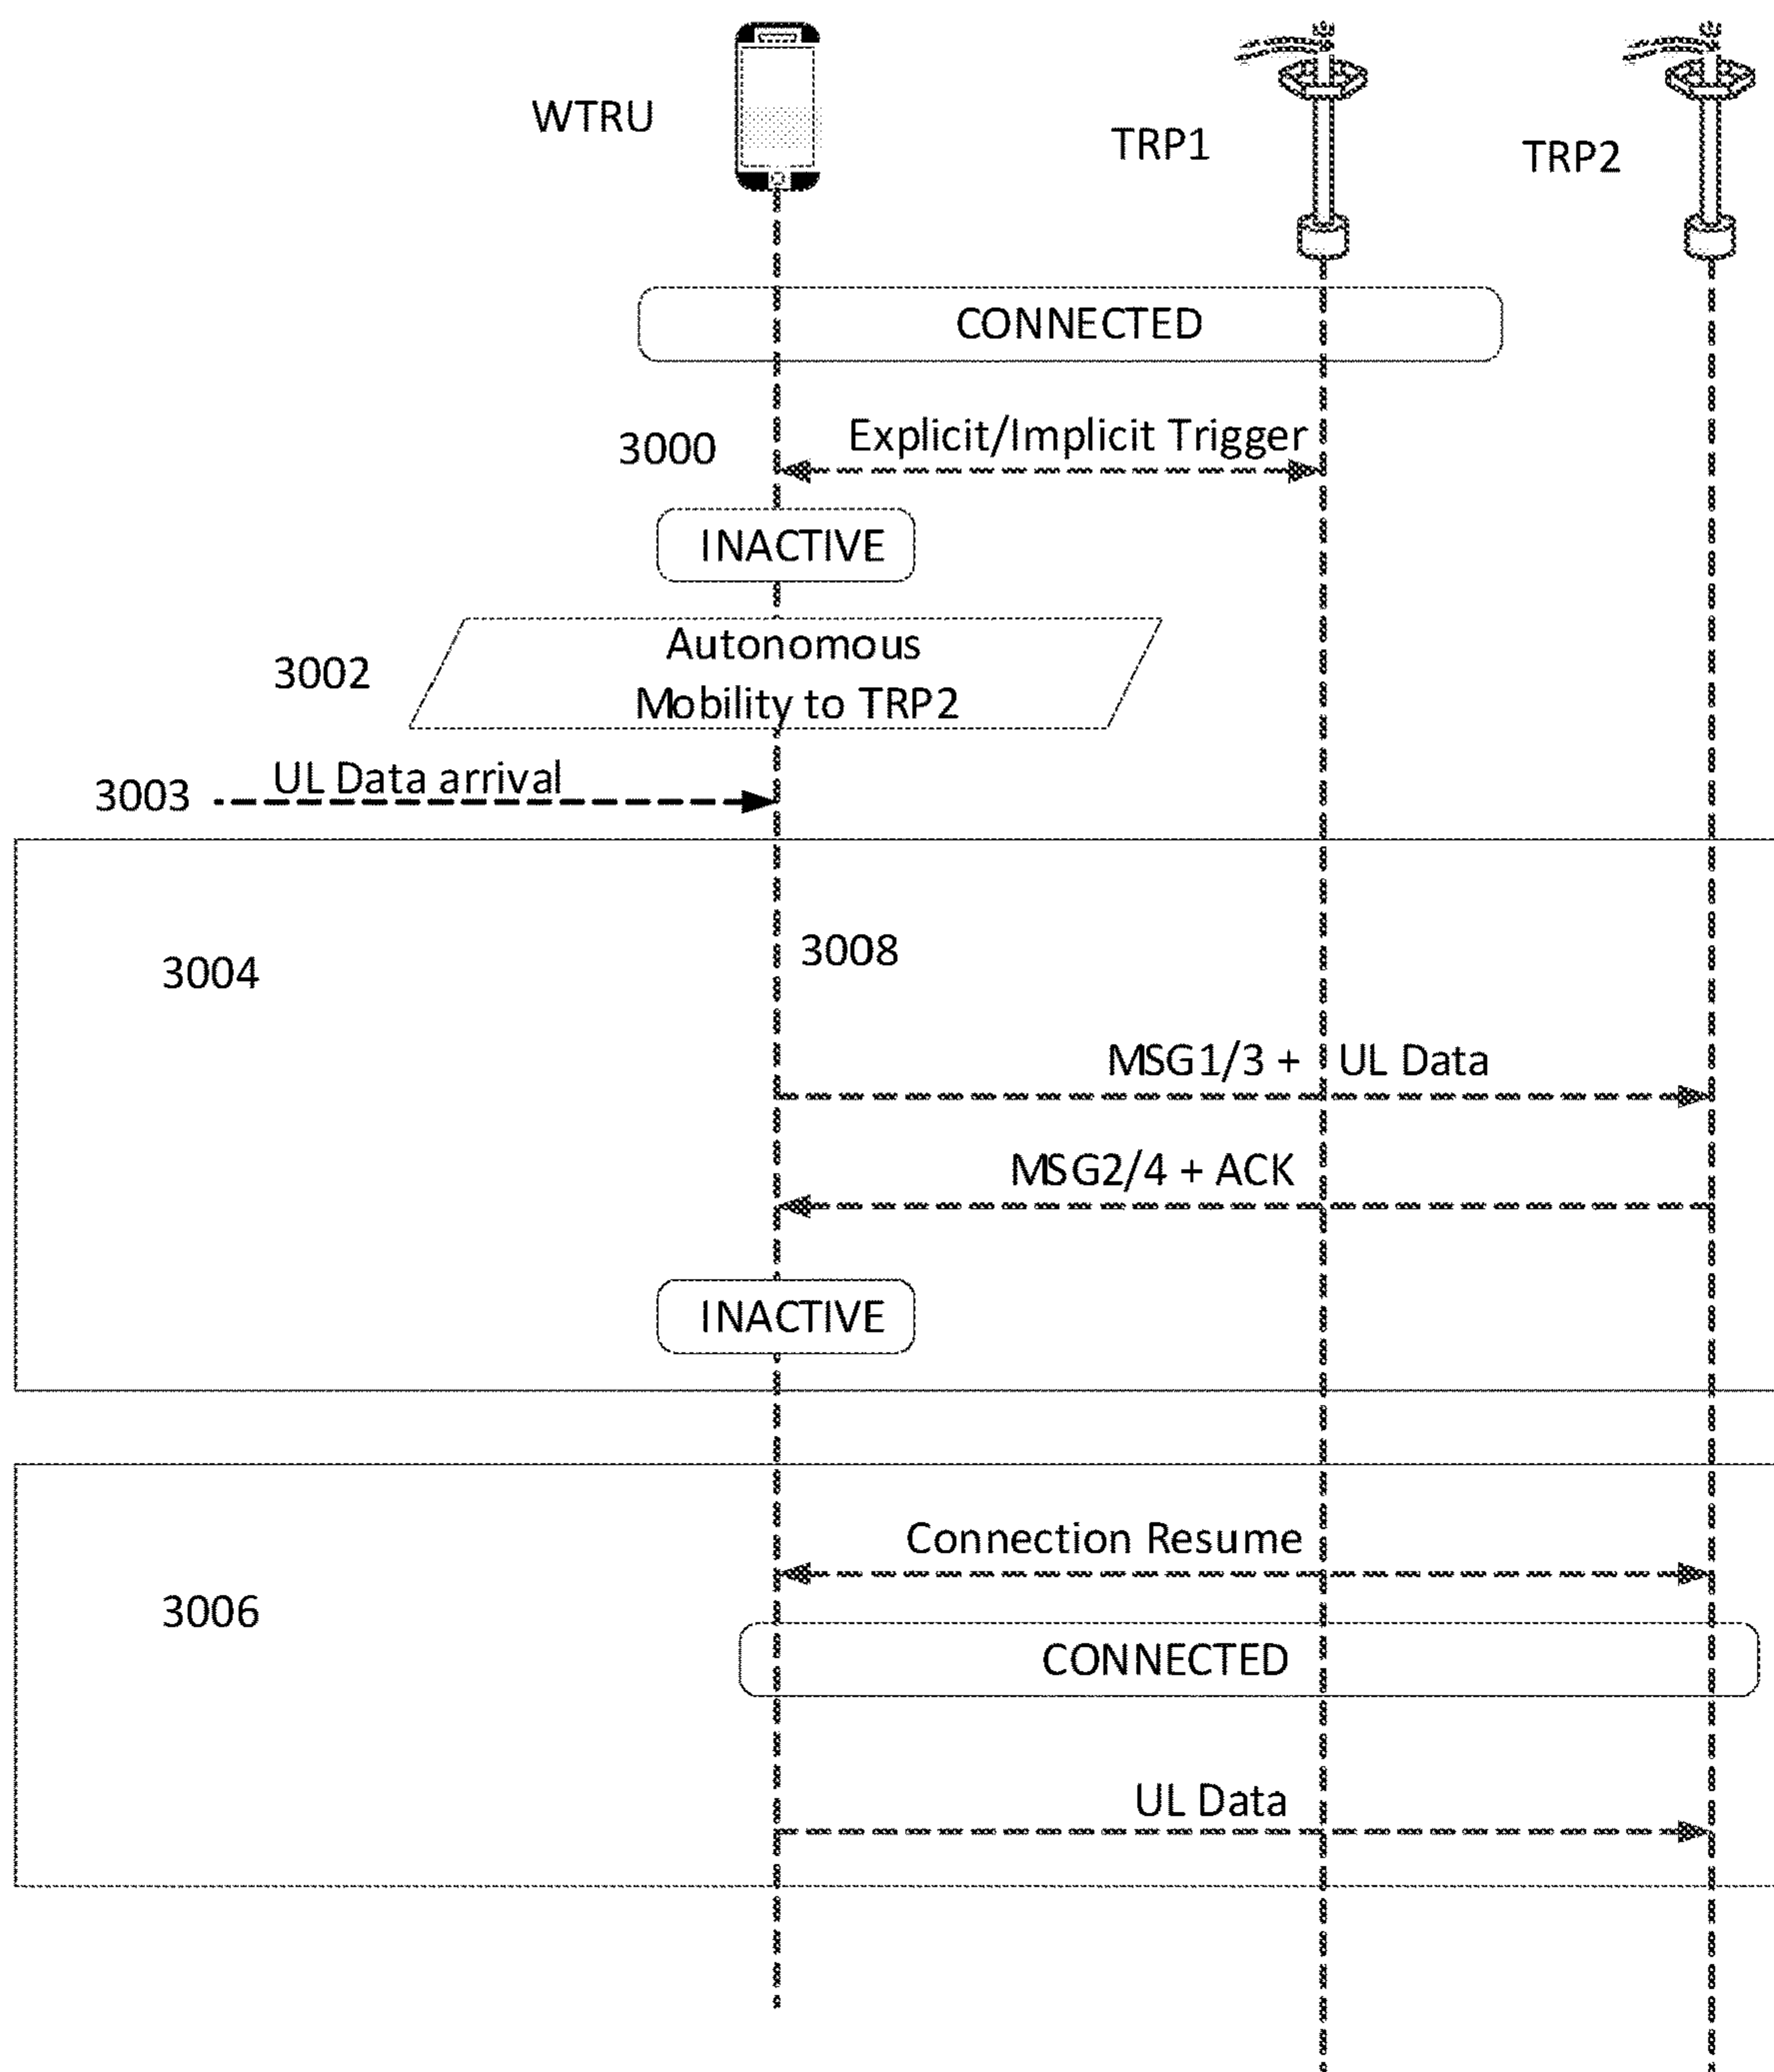 WTRU
TRP1
TRP2
CONNECTED
3000
Explicit/Implicit Trigger
INACTIVE
3002
Autonomous
Mobility to TRP2
3003
UL Data arrival
3004
3008
MSG1/3 + UL Data
MSG2/4 + ACK
INACTIVE
Connection Resume
3006
CONNECTED
UL Data